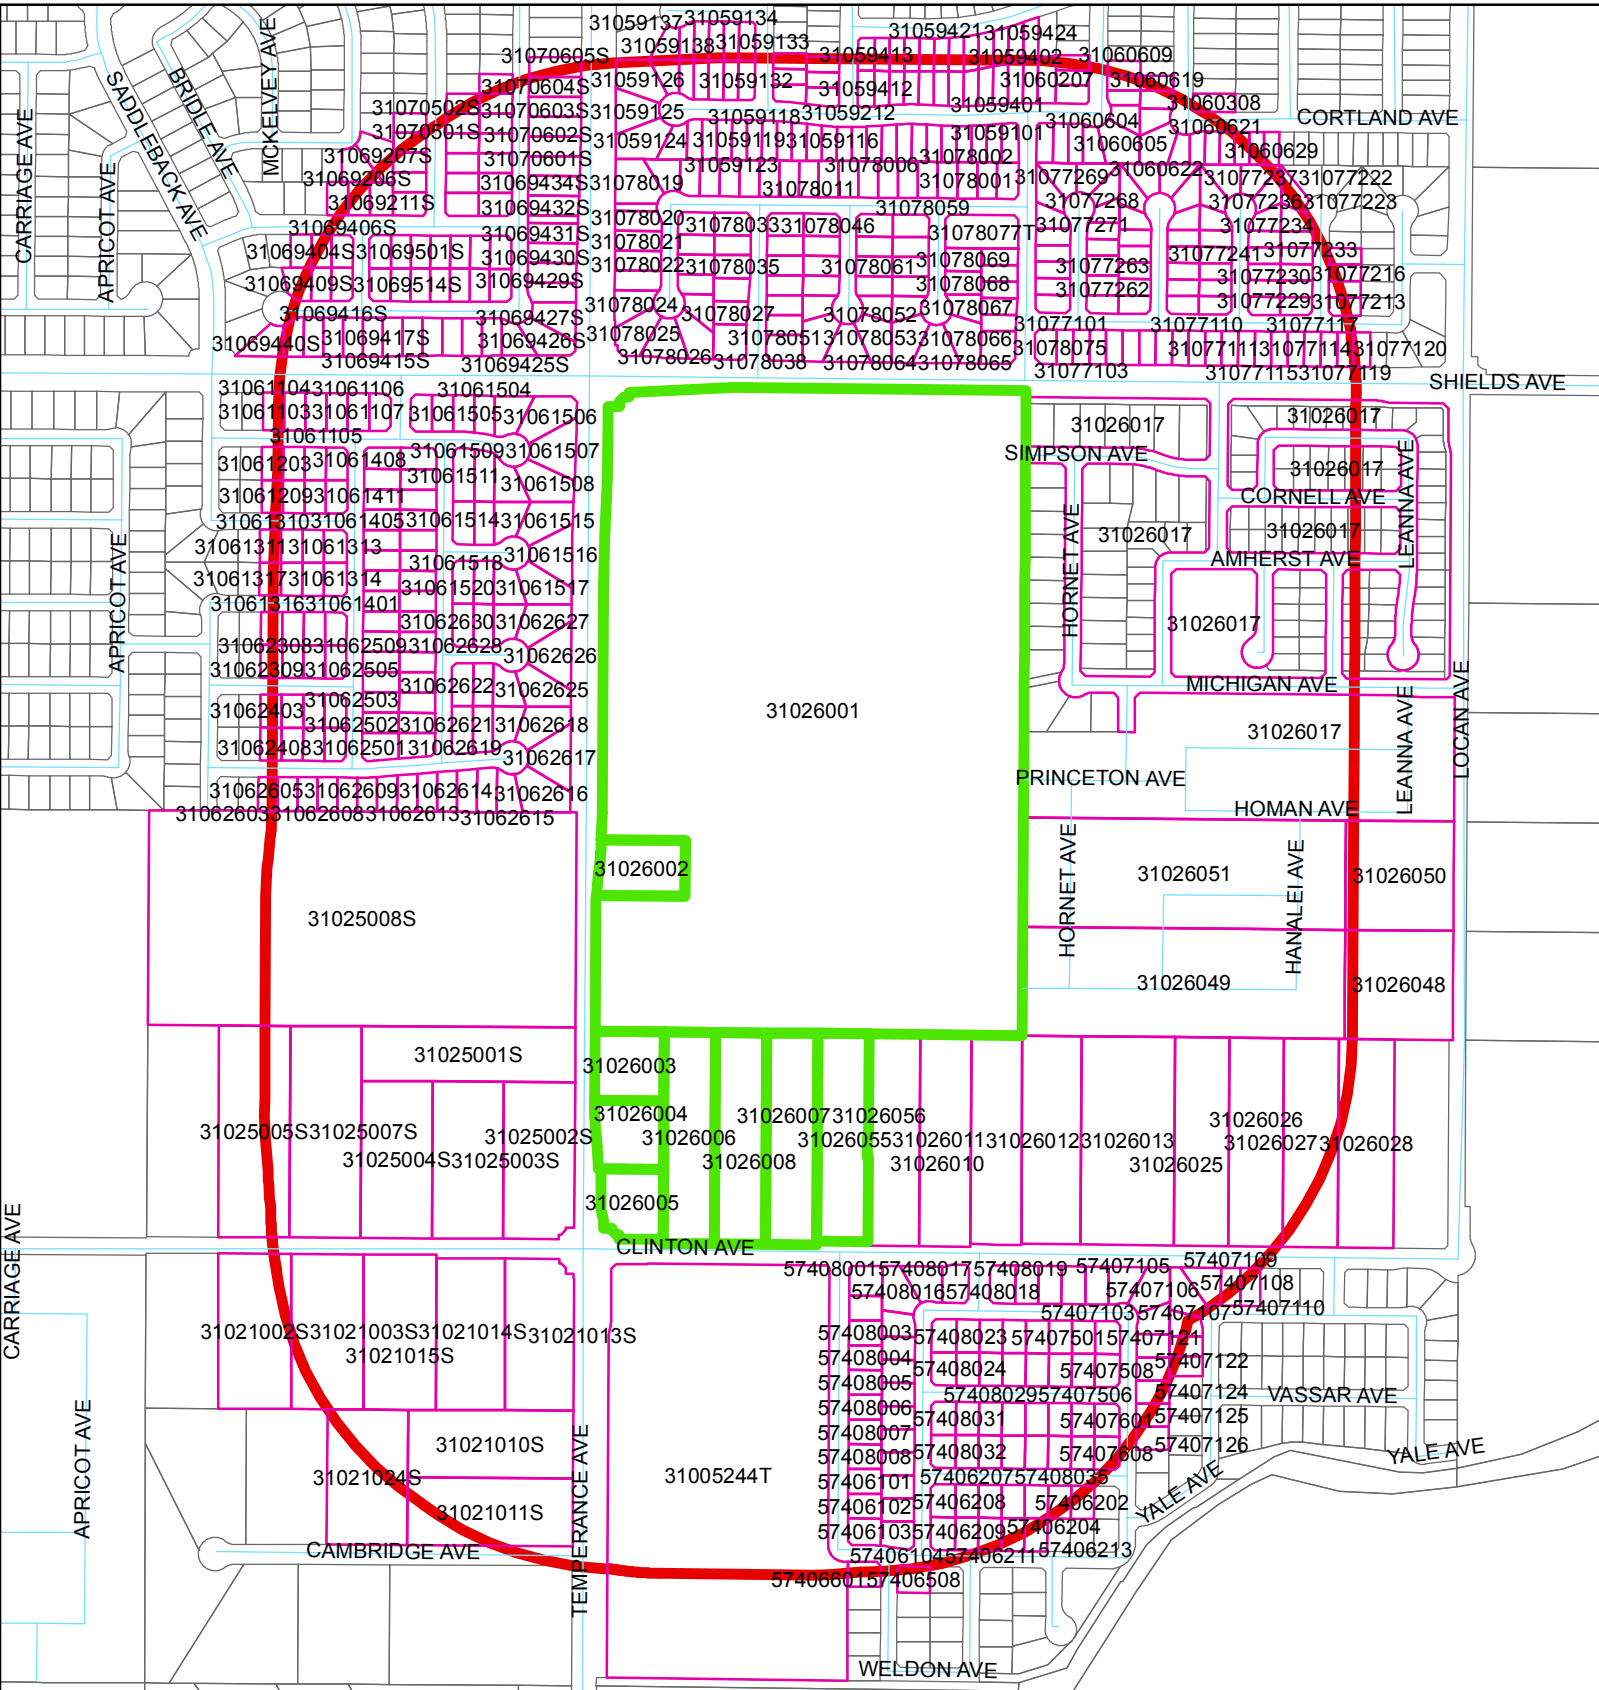 31059137
31059134
31059421
31059424
31059138
31059133
31070605S
31059413
31059402
31060609
31059126
31059132
31060207
31060619
31070604S
31059412
31070502S
31070603S
31059125
31059118
31059212
31059401
31060308
CORTLAND AVE
31070501S
31070602S
31059124
31059119
31059116
31059101
31060604
31060621
31060605
31060629
31069207S
31070601S
31059123
31078006
31078002
31069206S
31069434S
31078019
31078011
31078001
31077269
31060622
31077237
31077222
31069211S
31069432S
31078020
31078059
31077268
31077236
31077223
31069406S
31069431S
31078033
31078046
31078077T
31077271
31077234
31069404S
31069501S
31069430S
31078021
31078022
31078035
31078061
31078069
31077263
31077241
31077233
31069409S
31069514S
31069429S
31078068
31077262
31077230
31077216
31069416S
31069427S
31078024
31078027
31078052
31078067
31077229
31077213
31069440S
31069417S
31069426S
31078025
31078051
31078053
31078066
31077101
31077110
31077117
31069415S
31069425S
31078026
31078038
31078064
31078065
31078075
31077111
31077114
31077120
31077103
31077115
31077119
SHIELDS AVE
CARRIAGE AVE
APRICOT AVE
SADDLEBACK AVE
BRIDLE AVE
MCKELVEY AVE
31061104
31061106
31061504
31061103
31061107
31061505
31061506
31061105
31061509
31061507
31061203
31061408
31061511
31061508
31061209
31061411
31061310
31061405
31061514
31061515
31061311
31061313
31061518
31061516
31061317
31061314
31061520
31061517
31061316
31061401
31062630
31062627
31062308
31062509
31062628
31062626
31062309
31062505
31062622
31062625
31062403
31062503
31062502
31062621
31062618
31062408
31062501
31062619
31062617
31062605
31062609
31062614
31062616
31062603
31062608
31062613
31062615
APRICOT AVE
31026017
31026017
SIMPSON AVE
31026017
CORNELL AVE
31026017
31026017
AMHERST AVE
LEANNA AVE
HORNET AVE
31026017
MICHIGAN AVE
31026001
31026017
LEANNA AVE
LOCAN AVE
PRINCETON AVE
HOMAN AVE
31026002
31026051
31026050
31025008S
HORNET AVE
HANALEI AVE
31026049
31026048
31025001S
31026003
31026004
31026007
31026056
31026026
31025005S
31025007S
31025002S
31026006
31026055
31026011
31026012
31026013
31026027
31026028
31025004S
31025003S
31026008
31026010
31026025
31026005
CARRIAGE AVE
CLINTON AVE
57408001
57408017
57408019
57407105
57407109
57408016
57408018
57407106
57407108
57407103
57407107
57407110
31021002S
31021003S
31021014S
31021013S
57408003
57408023
57407501
57407121
31021015S
57408004
57408024
57407508
57407122
57408005
57408029
57407506
57407124
VASSAR AVE
57408006
57408031
57407601
57407125
APRICOT AVE
57408007
31021010S
57408008
57408032
57407608
57407126
YALE AVE
31021024S
31005244T
57406101
57406207
57408035
YALE AVE
31021011S
57406102
57406208
57406202
57406103
57406209
57406204
CAMBRIDGE AVE
TEMPERANCE AVE
57406104
57406211
57406213
57406601
57406508
WELDON AVE